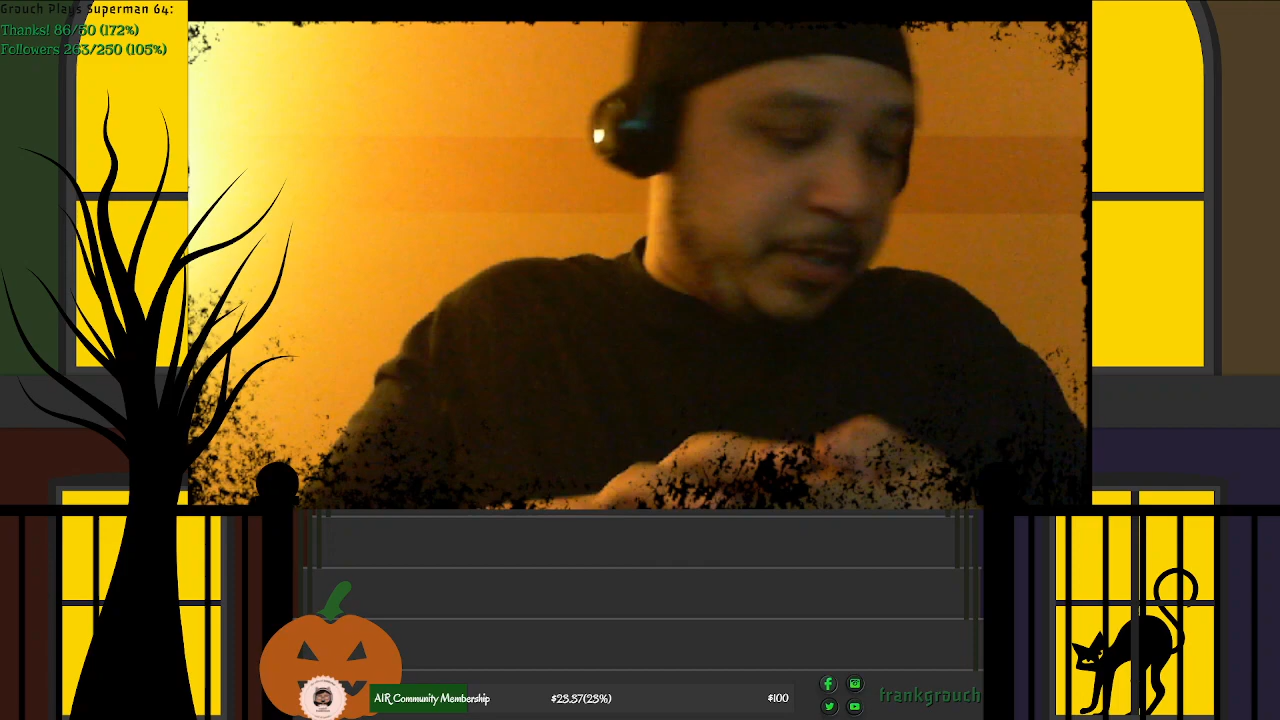 Grouch Plays Superman 64:
Thanks! 86/50 (172%)
Followers 263/250 (105%)
AIR Community Membership $23.37(23%) $100
frankgrouch